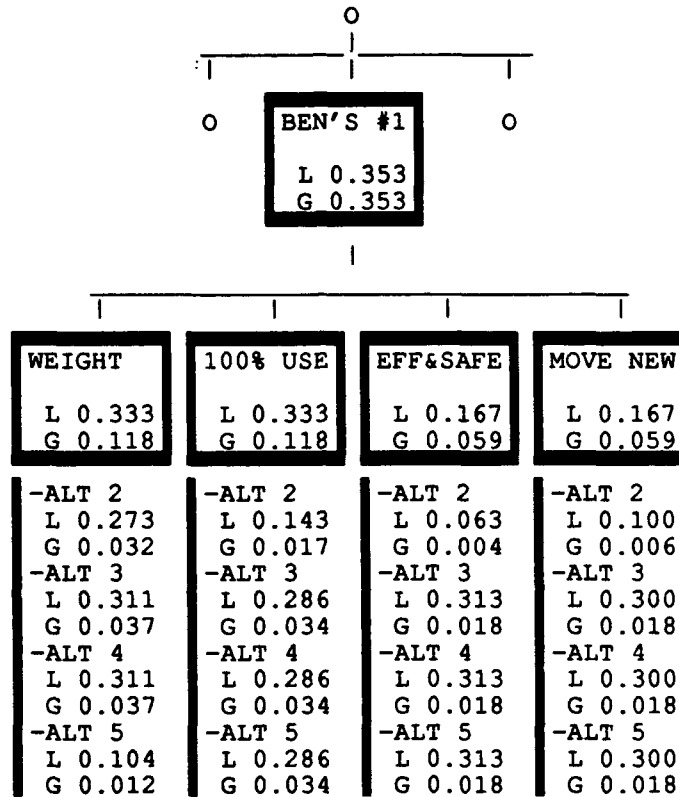 O
O BEN'S #1 O
L 0.353
G 0.353
WEIGHT 100% USE EFF&SAFE MOVE NEW
L 0.333 L 0.333 L 0.167 L 0.167
G 0.118 G 0.118 G 0.059 G 0.059
-ALT 2 -ALT 2 -ALT 2 -ALT 2
L 0.273 L 0.143 L 0.063 L 0.100
G 0.032 G 0.017 G 0.004 G 0.006
-ALT 3 -ALT 3 -ALT 3 -ALT 3
L 0.311 L 0.286 L 0.313 L 0.300
G 0.037 G 0.034 G 0.018 G 0.018
-ALT 4 -ALT 4 -ALT 4 -ALT 4
L 0.311 L 0.286 L 0.313 L 0.300
G 0.037 G 0.034 G 0.018 G 0.018
-ALT 5 -ALT 5 -ALT 5 -ALT 5
L 0.104 L 0.286 L 0.313 L 0.300
G 0.012 G 0.034 G 0.018 G 0.018